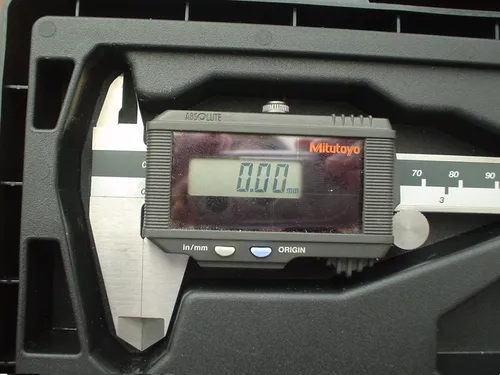 ABSOLUTE
Mitutoyo
0.00 mm
70 80 90
3
in/mm ORIGIN